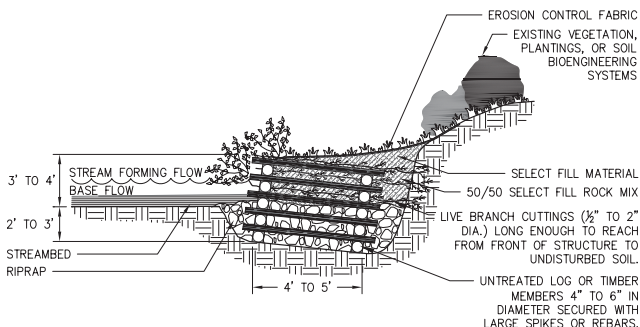 EROSION CONTROL FABRIC
EXISTING VEGETATION,
PLANTINGS, OR SOIL
BIOENGINEERING
SYSTEMS
STREAM FORMING FLOW
3' TO 4'
BASE FLOW
2' TO 3'
STREAMBED
RIPRAP
4' TO 5'
SELECT FILL MATERIAL
50/50 SELECT FILL ROCK MIX
LIVE BRANCH CUTTINGS (½" TO 2"
DIA.) LONG ENOUGH TO REACH
FROM FRONT OF STRUCTURE TO
UNDISTURBED SOIL.
UNTREATED LOG OR TIMBER
MEMBERS 4" TO 6" IN
DIAMETER SECURED WITH
LARGE SPIKES OR REBARS.